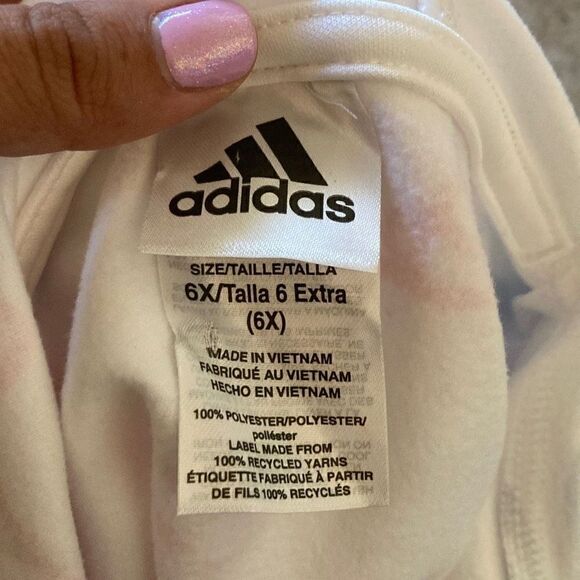 adidas
SIZE/TAILLE/TALLA
6X/Talla 6 Extra
(6X)
MADE IN VIETNAM
FABRIQUÉ AU VIETNAM
HECHO EN VIETNAM
100% POLYESTER/POLYESTER/
poliéster
LABEL MADE FROM
100% RECYCLED YARNS
ÉTIQUETTE FABRIQUÉ À PARTIR
DE FILS 100% RECYCLÉS